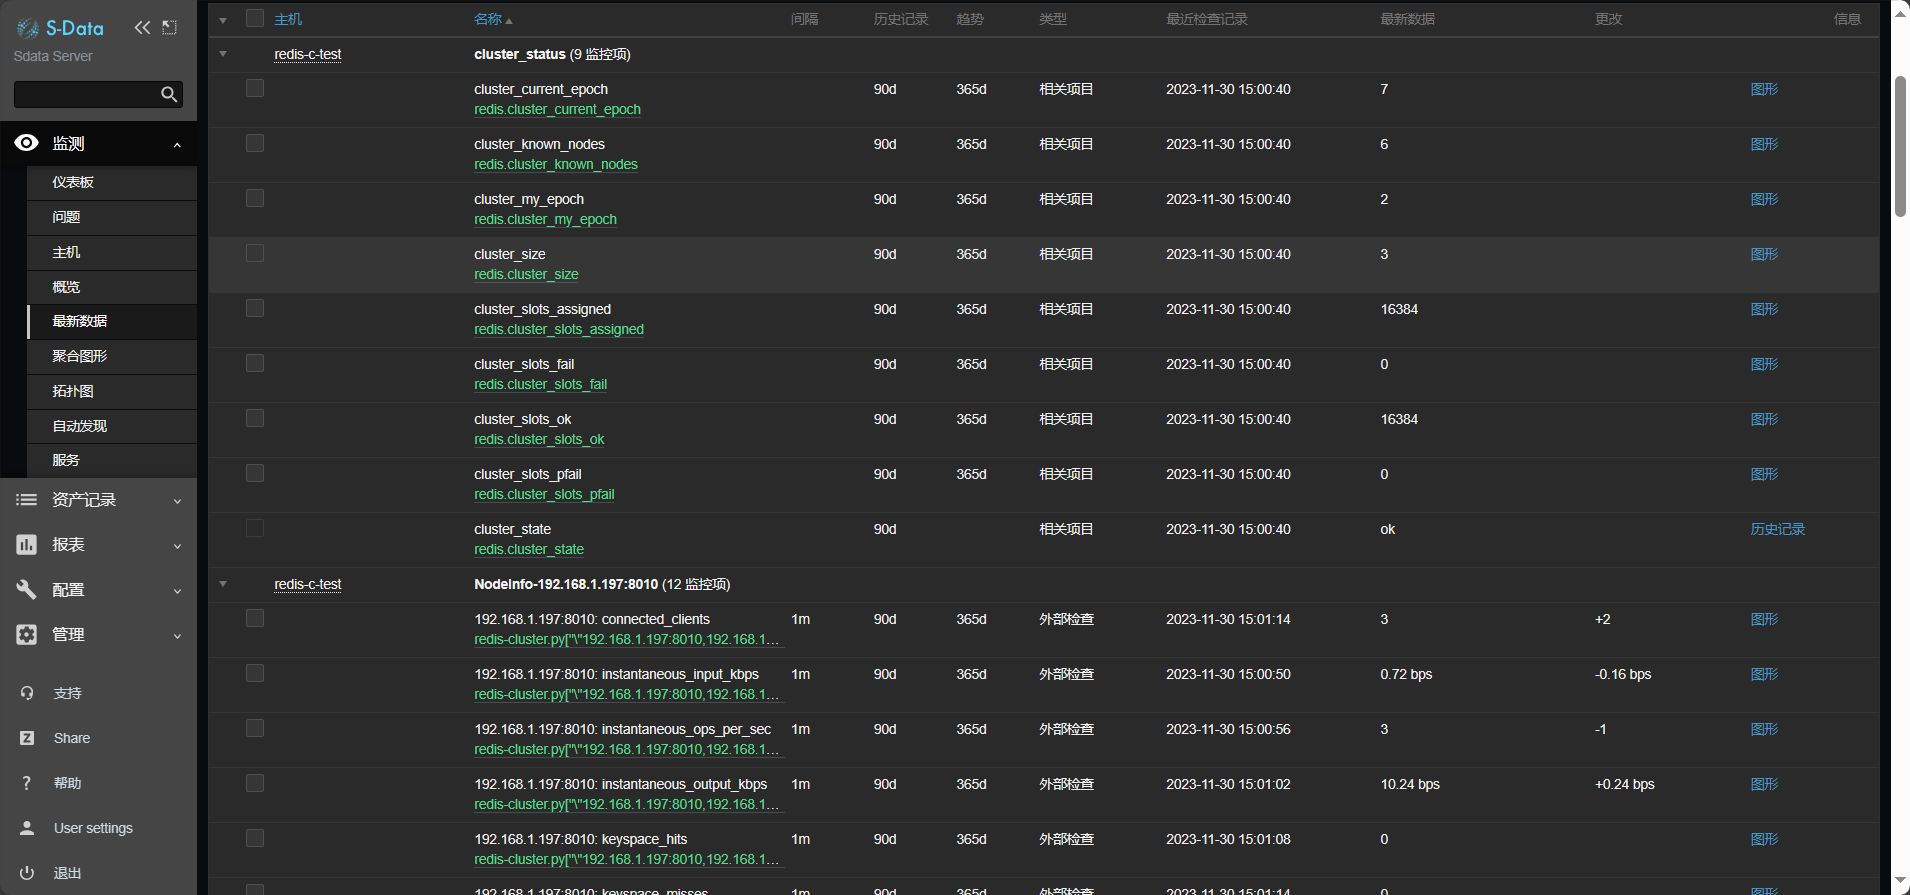 S-Data
Sdata Server
监测
仪表板
问题
主机
概览
最新数据
聚合图形
拓扑图
自动发现
服务
资产记录
报表
配置
管理
支持
Share
帮助
User settings
退出
主机 名称 间隔 历史记录 趋势 类型 最近检查记录 最新数据 更改 信息
redis-c-test cluster_status (9 监控项)
cluster_current_epoch 90d 365d 相关项目 2023-11-30 15:00:40 7 图形
redis.cluster_current_epoch
cluster_known_nodes 90d 365d 相关项目 2023-11-30 15:00:40 6 图形
redis.cluster_known_nodes
cluster_my_epoch 90d 365d 相关项目 2023-11-30 15:00:40 2 图形
redis.cluster_my_epoch
cluster_size 90d 365d 相关项目 2023-11-30 15:00:40 3 图形
redis.cluster_size
cluster_slots_assigned 90d 365d 相关项目 2023-11-30 15:00:40 16384 图形
redis.cluster_slots_assigned
cluster_slots_fail 90d 365d 相关项目 2023-11-30 15:00:40 0 图形
redis.cluster_slots_fail
cluster_slots_ok 90d 365d 相关项目 2023-11-30 15:00:40 16384 图形
redis.cluster_slots_ok
cluster_slots_pfail 90d 365d 相关项目 2023-11-30 15:00:40 0 图形
redis.cluster_slots_pfail
cluster_state 90d 相关项目 2023-11-30 15:00:40 ok 历史记录
redis.cluster_state
redis-c-test NodeInfo-192.168.1.197:8010 (12 监控项)
192.168.1.197:8010: connected_clients 1m 90d 365d 外部检查 2023-11-30 15:01:14 3 +2 图形
redis-cluster.py["\"192.168.1.197:8010,192.168.1...
192.168.1.197:8010: instantaneous_input_kbps 1m 90d 365d 外部检查 2023-11-30 15:00:50 0.72 bps -0.16 bps 图形
redis-cluster.py["\"192.168.1.197:8010,192.168.1...
192.168.1.197:8010: instantaneous_ops_per_sec 1m 90d 365d 外部检查 2023-11-30 15:00:56 3 -1 图形
redis-cluster.py["\"192.168.1.197:8010,192.168.1...
192.168.1.197:8010: instantaneous_output_kbps 1m 90d 365d 外部检查 2023-11-30 15:01:02 10.24 bps +0.24 bps 图形
redis-cluster.py["\"192.168.1.197:8010,192.168.1...
192.168.1.197:8010: keyspace_hits 1m 90d 365d 外部检查 2023-11-30 15:01:08 0 图形
redis-cluster.py["\"192.168.1.197:8010,192.168.1...
192.168.1.197:8010: keyspace_misses 1m 90d 365d 外部检查 2023-11-30 15:01:14 0 图形